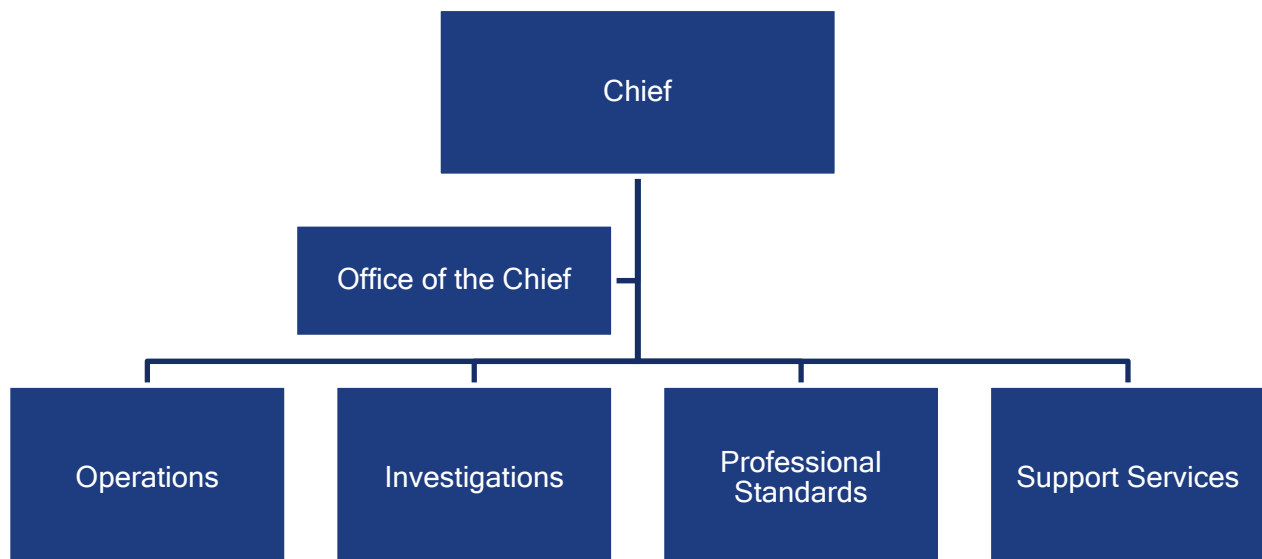 Chief
Office of the Chief
Operations
Investigations
Professional
Standards
Support Services